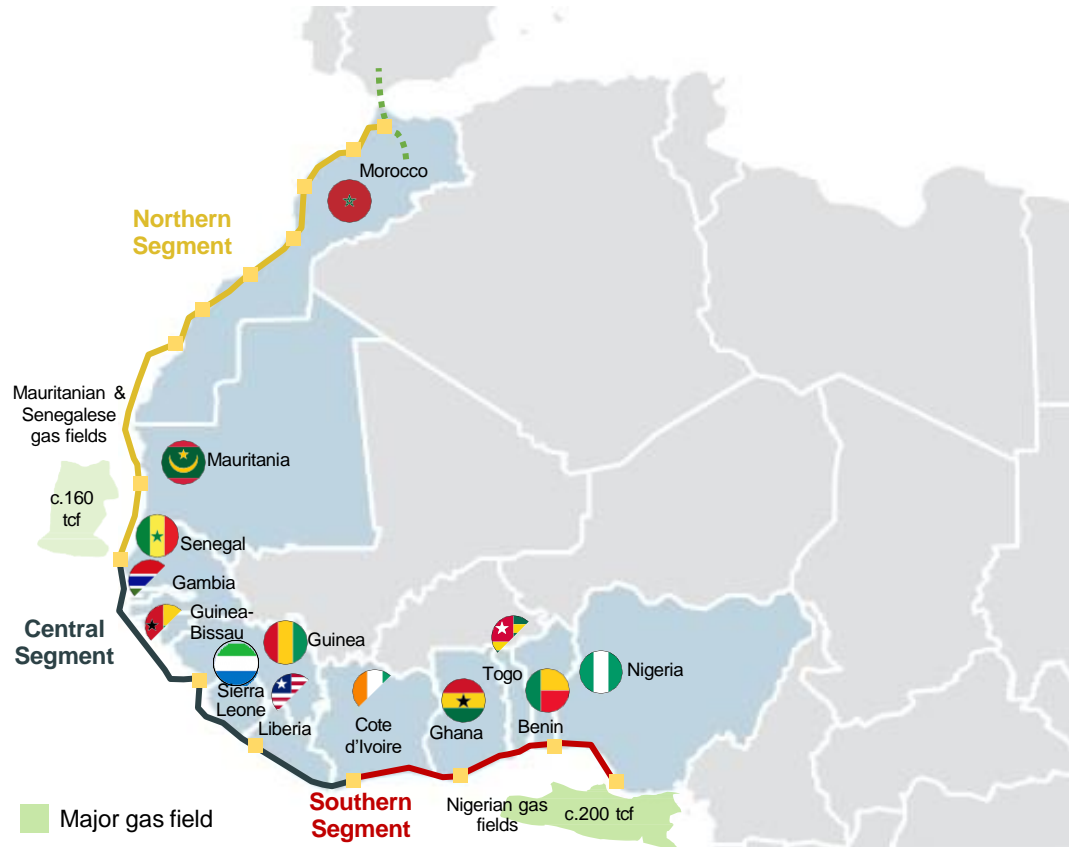 Morocco
Northern
Segment
Mauritanian &
Senegalese
gas fields
Mauritania
c.160
tcf
Senegal
Gambia
Guinea-
Bissau
Central
Segment
Guinea
Sierra
Leone
Liberia
Cote
d'Ivoire
Ghana
Togo
Benin
Nigeria
Southern
Segment
Nigerian gas
fields
c.200 tcf
Major gas field